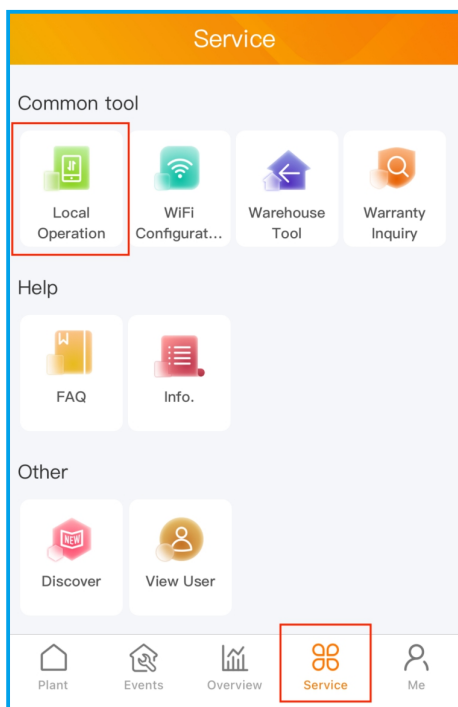 Service
Common tool
Local
Operation
WiFi
Configurat...
Warehouse
Tool
Warranty
Inquiry
Help
FAQ
Info.
Other
NEW
Discover
View User
Plant
Events
Overview
Service
Me